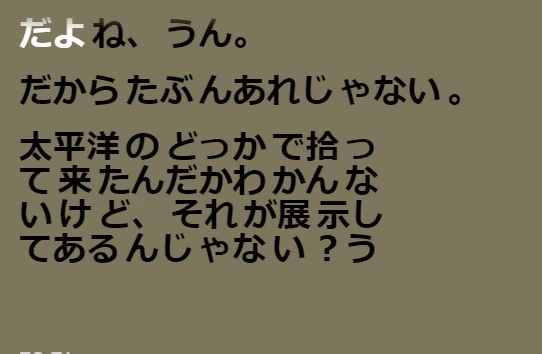 だよね、うん。
だからたぶんあれじゃない。
太平洋のどっかで拾っ
て来たんだかわかんな
いけど、それが展示し
てあるんじゃない？う